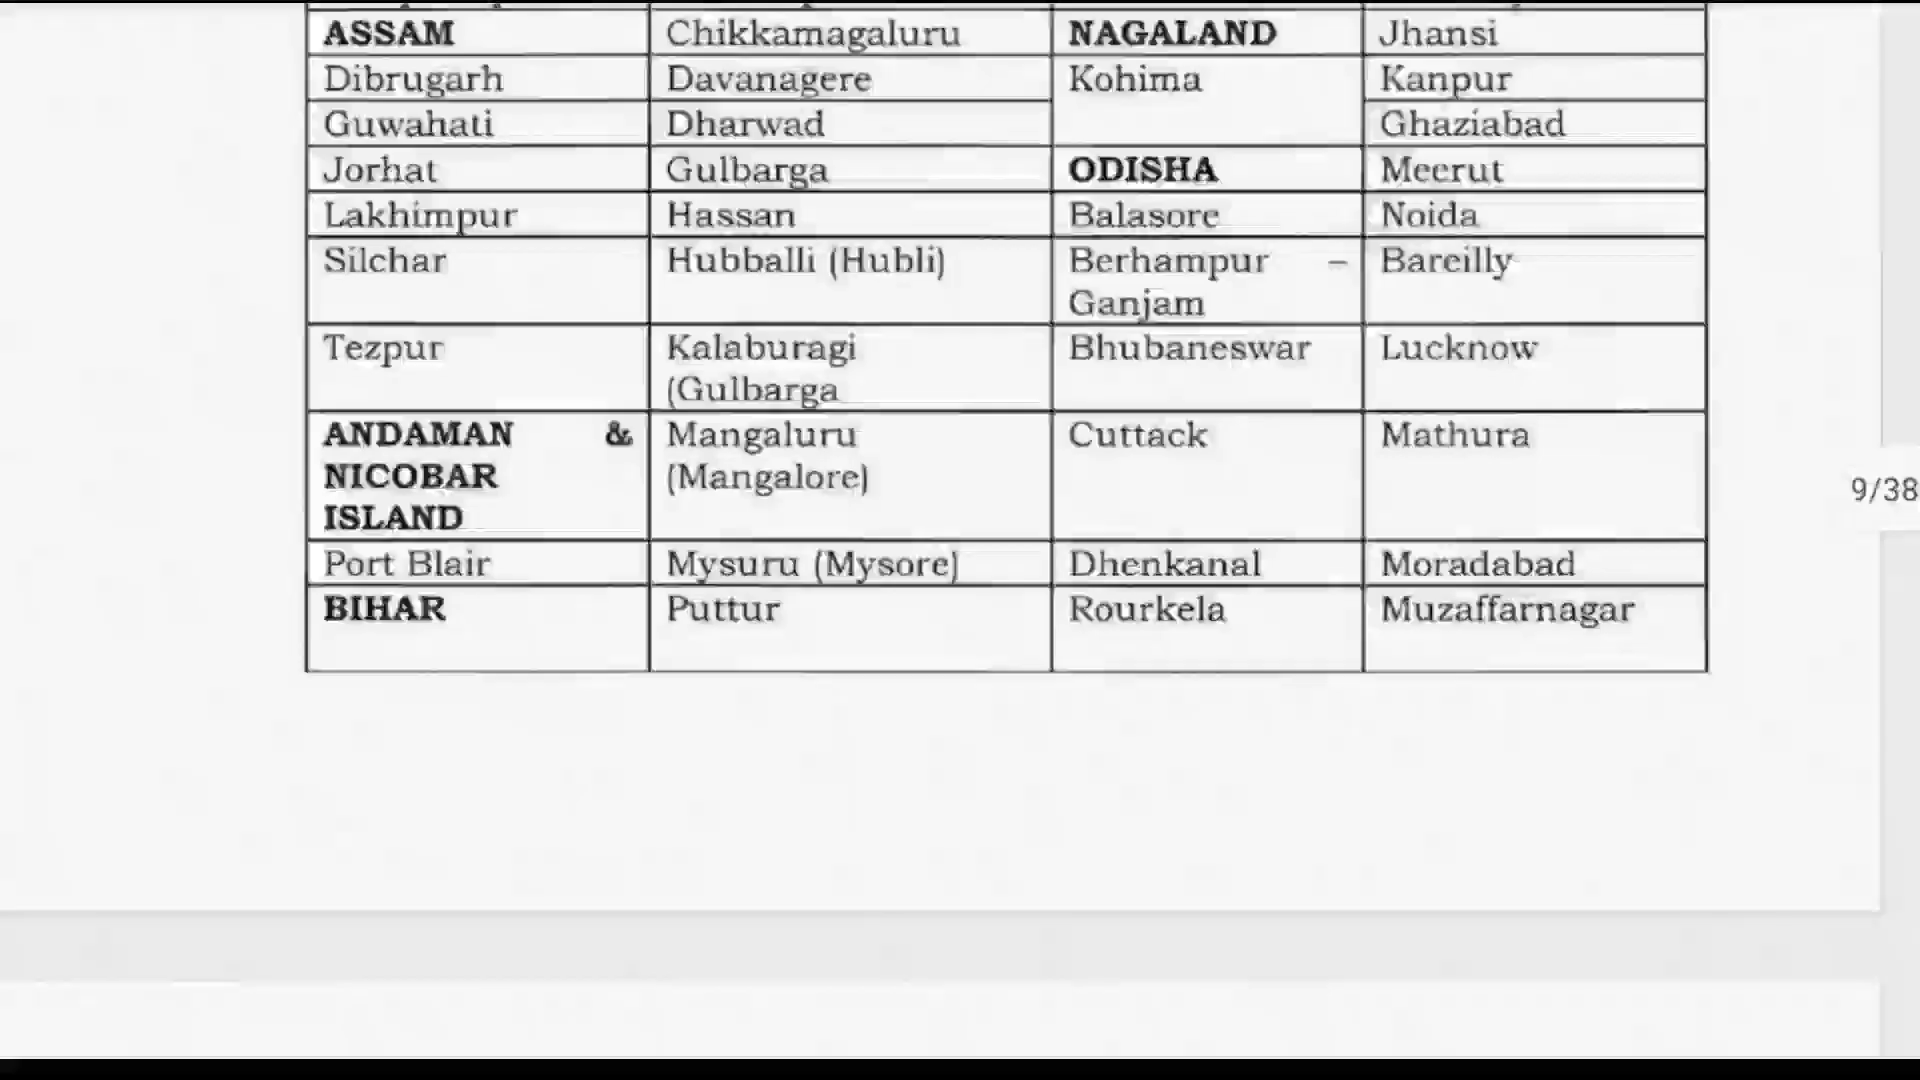 ASSAM Chikkamagaluru NAGALAND Jhansi
Dibrugarh Davanagere Kohima Kanpur
Guwahati Dharwad Ghaziabad
Jorhat Gulbarga ODISHA Meerut
Lakhimpur Hassan Balasore Noida
Silchar Hubballi (Hubli) Berhampur – Bareilly
Ganjam
Tezpur Kalaburagi Bhubaneswar Lucknow
(Gulbarga
ANDAMAN & Mangaluru Cuttack Mathura
NICOBAR (Mangalore)
ISLAND
Port Blair Mysuru (Mysore) Dhenkanal Moradabad
BIHAR Puttur Rourkela Muzaffarnagar
9/38